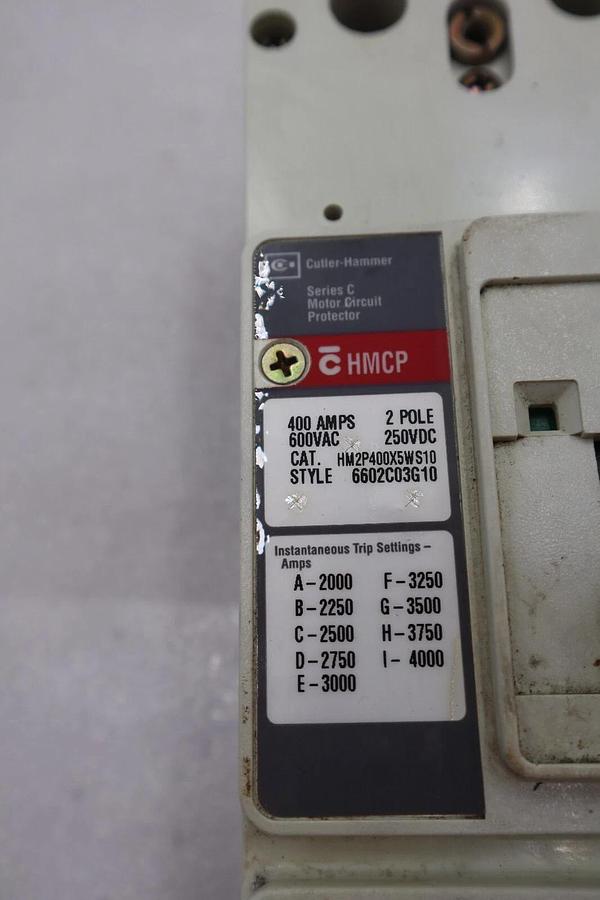 Cutler-Hammer
Series C
Motor Circuit
Protector
HMCP
400 AMPS 2 POLE
600VAC 250VDC
CAT. HM2P400X5WS10
STYLE 6602C03G10
Instantaneous Trip Settings –
Amps
A – 2000 F – 3250
B – 2250 G – 3500
C – 2500 H – 3750
D – 2750 I – 4000
E – 3000